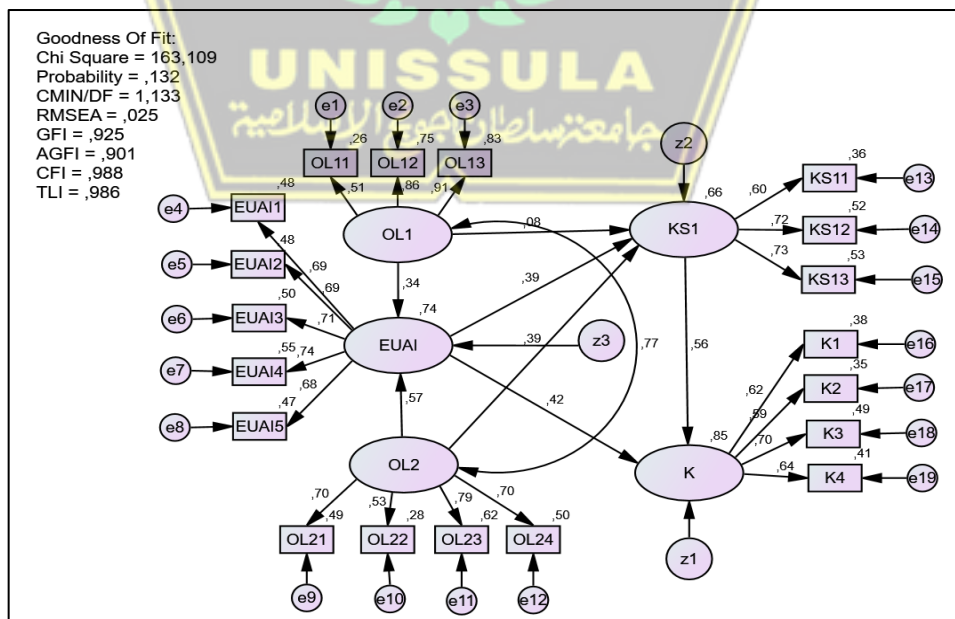 Goodness Of Fit:
Chi Square = 163,109
Probability = ,132
CMIN/DF = 1,133
RMSEA = ,025
GFI = ,925
AGFI = ,901
CFI = ,988
TLI = ,986
UNISSULA
جامعتسلطان أجونج الإسلامية
e1 e2 e3
,26 ,75 ,83
OL11 OL12 OL13
,51 ,86 ,91
z2
,48
e4 EUAI1
OL1
,08
,66
KS1
,60 ,36
KS11 e13
,72 ,52
KS12 e14
,73 ,53
KS13 e15
,48
e5 EUAI2
,69
,69
,34
,39
,50
e6 EUAI3
,71
,74
EUAI
,39
z3
,77
,56
,55
e7 EUAI4
,74
,68
,47
e8 EUAI5
,57
,42
,38
K1 e16
,62 ,35
K2 e17
,59 ,49
K3 e18
,70 ,41
K4 e19
,64
,85
K
OL2
,70 ,53 ,79 ,70
,49 ,28 ,62 ,50
OL21 OL22 OL23 OL24
e9 e10 e11 e12
z1